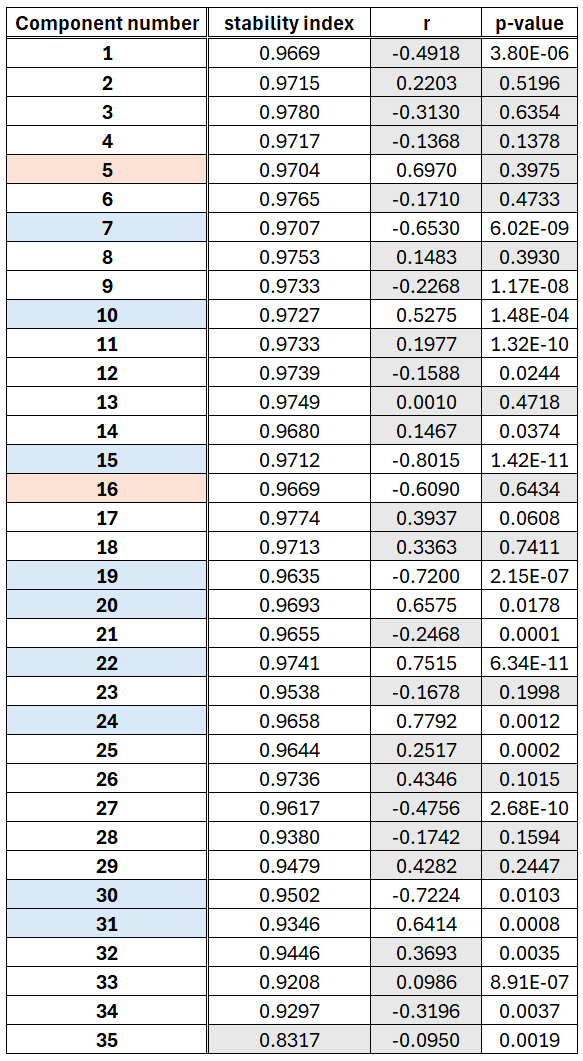 Component number stability index r p-value
1 0.9669 -0.4918 3.80E-06
2 0.9715 0.2203 0.5196
3 0.9780 -0.3130 0.6354
4 0.9717 -0.1368 0.1378
5 0.9704 0.6970 0.3975
6 0.9765 -0.1710 0.4733
7 0.9707 -0.6530 6.02E-09
8 0.9753 0.1483 0.3930
9 0.9733 -0.2268 1.17E-08
10 0.9727 0.5275 1.48E-04
11 0.9733 0.1977 1.32E-10
12 0.9739 -0.1588 0.0244
13 0.9749 0.0010 0.4718
14 0.9680 0.1467 0.0374
15 0.9712 -0.8015 1.42E-11
16 0.9669 -0.6090 0.6434
17 0.9774 0.3937 0.0608
18 0.9713 0.3363 0.7411
19 0.9635 -0.7200 2.15E-07
20 0.9693 0.6575 0.0178
21 0.9655 -0.2468 0.0001
22 0.9741 0.7515 6.34E-11
23 0.9538 -0.1678 0.1998
24 0.9658 0.7792 0.0012
25 0.9644 0.2517 0.0002
26 0.9736 0.4346 0.1015
27 0.9617 -0.4756 2.68E-10
28 0.9380 -0.1742 0.1594
29 0.9479 0.4282 0.2447
30 0.9502 -0.7224 0.0103
31 0.9346 0.6414 0.0008
32 0.9446 0.3693 0.0035
33 0.9208 0.0986 8.91E-07
34 0.9297 -0.3196 0.0037
35 0.8317 -0.0950 0.0019